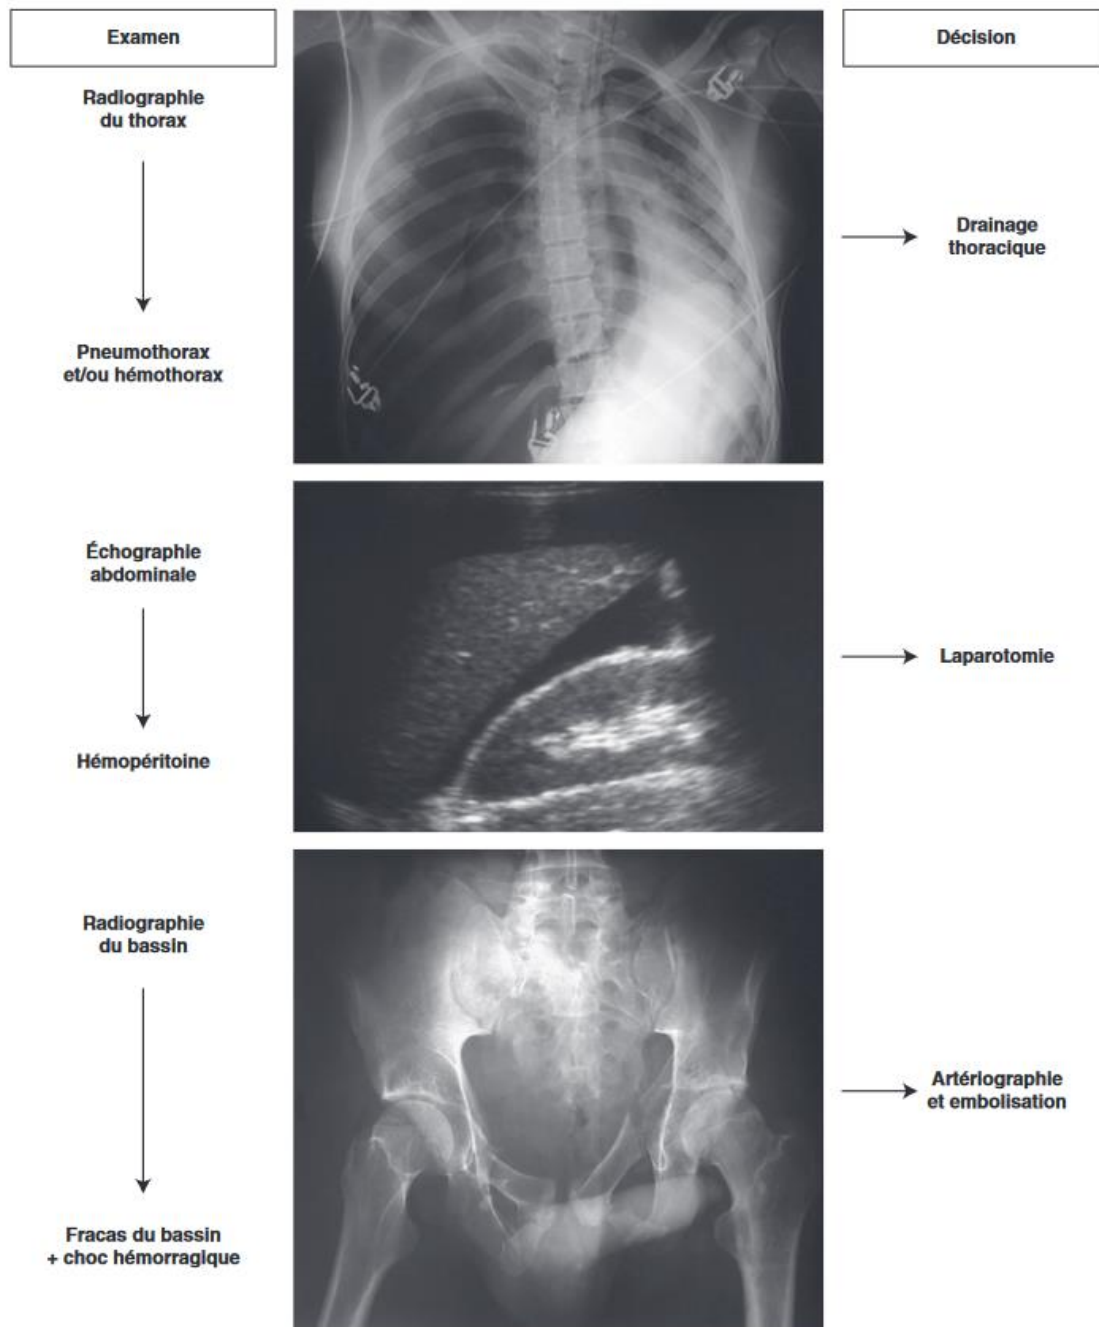 Examen
Décision
Radiographie
du thorax
Drainage
thoracique
Pneumothorax
et/ou hémothorax
Échographie
abdominale
Laparotomie
Hémopéritoine
Radiographie
du bassin
Artériographie
et embolisation
Fracas du bassin
+ choc hémorragique